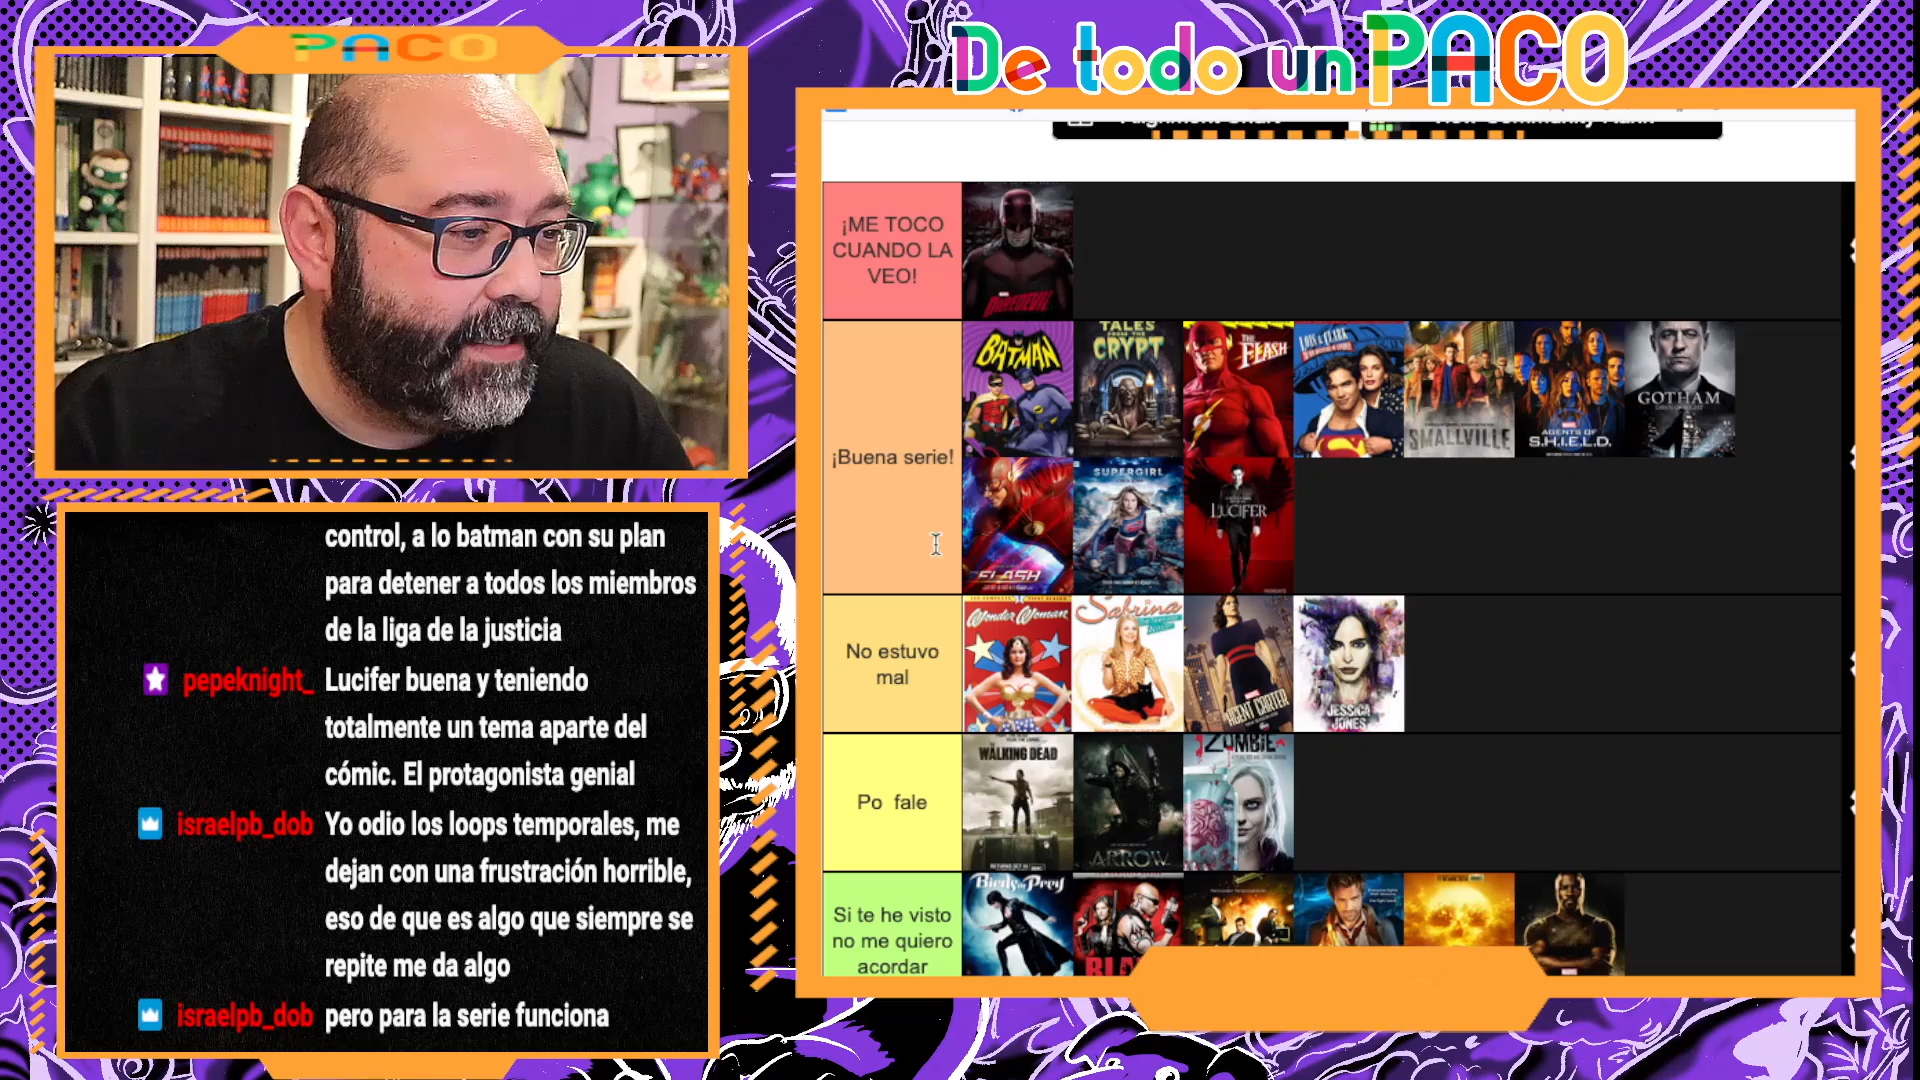 PACO
De todo un PACO
¡ME TOCO
CUANDO LA
VEO!
DAREDEVIL
¡Buena serie!
BATMAN
TALES
FROM THE
CRYPT
THE
FLASH
LOIS & CLARK
SMALLVILLE
MARVEL
AGENTS OF
S.H.I.E.L.D.
GOTHAM
FLASH
SUPERGIRL
LUCIFER
No estuvo
mal
Wonder Woman
Sabrina
MARVEL
AGENT CARTER
JESSICA
JONES
Po fale
THE
WALKING DEAD
ARROW
iZOMBIE
Si te he visto
no me quiero
acordar
Birds of Prey
MARVEL
control, a lo batman con su plan
para detener a todos los miembros
de la liga de la justicia
pepeknight_ Lucifer buena y teniendo
totalmente un tema aparte del
cómic. El protagonista genial
israelpb_dob Yo odio los loops temporales, me
dejan con una frustración horrible,
eso de que es algo que siempre se
repite me da algo
israelpb_dob pero para la serie funciona